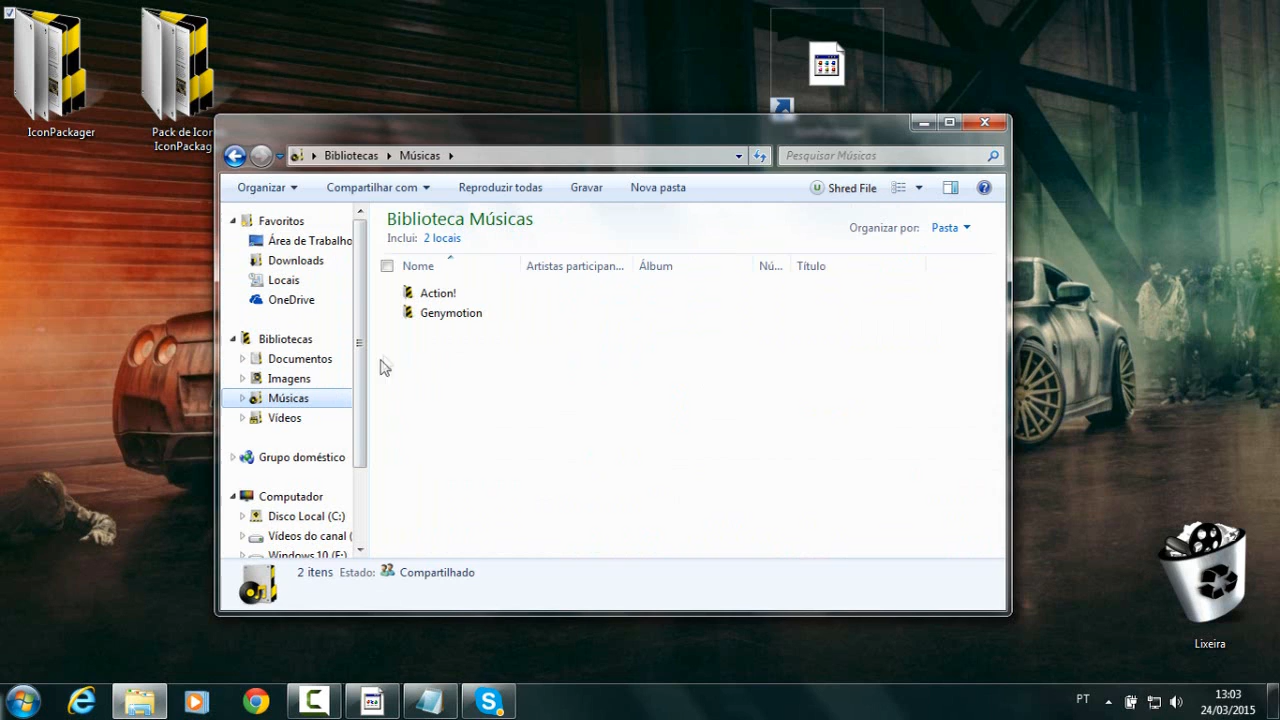 IconPackager
Pack de Icon
IconPackag
Bibliotecas
Músicas
Pesquisar Músicas
Organizar
Compartilhar com
Reproduzir todas
Gravar
Nova pasta
Shred File
Favoritos
Área de Trabalho
Downloads
Locais
OneDrive
Bibliotecas
Documentos
Imagens
Músicas
Vídeos
Grupo doméstico
Computador
Disco Local (C:)
Vídeos do canal (
Windows 10 (F:)
Biblioteca Músicas
Inclui: 2 locais
Organizar por: Pasta
Nome
Artistas participan...
Álbum
Nú...
Título
Action!
Genymotion
2 itens Estado: Compartilhado
Lixeira
PT
13:03
24/03/2015